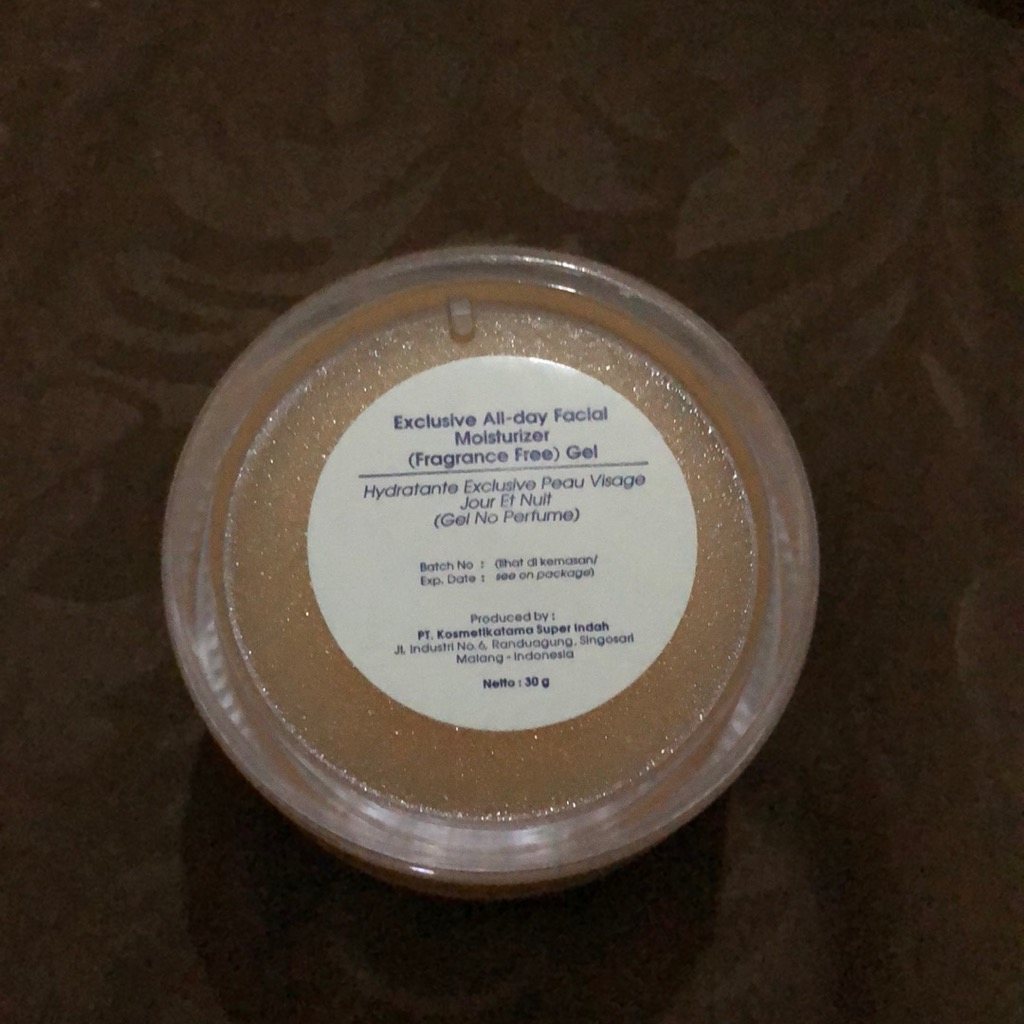 Exclusive All-day Facial
Moisturizer
(Fragrance Free) Gel
Hydratante Exclusive Peau Visage
Jour Et Nuit
(Gel No Perfume)
Batch No : (lihat di kemasan/
Exp. Date : see on package)
Produced by :
PT. Kosmetikatama Super Indah
Jl. Industri No.6, Randuagung, Singosari
Malang - Indonesia
Netto : 30 g